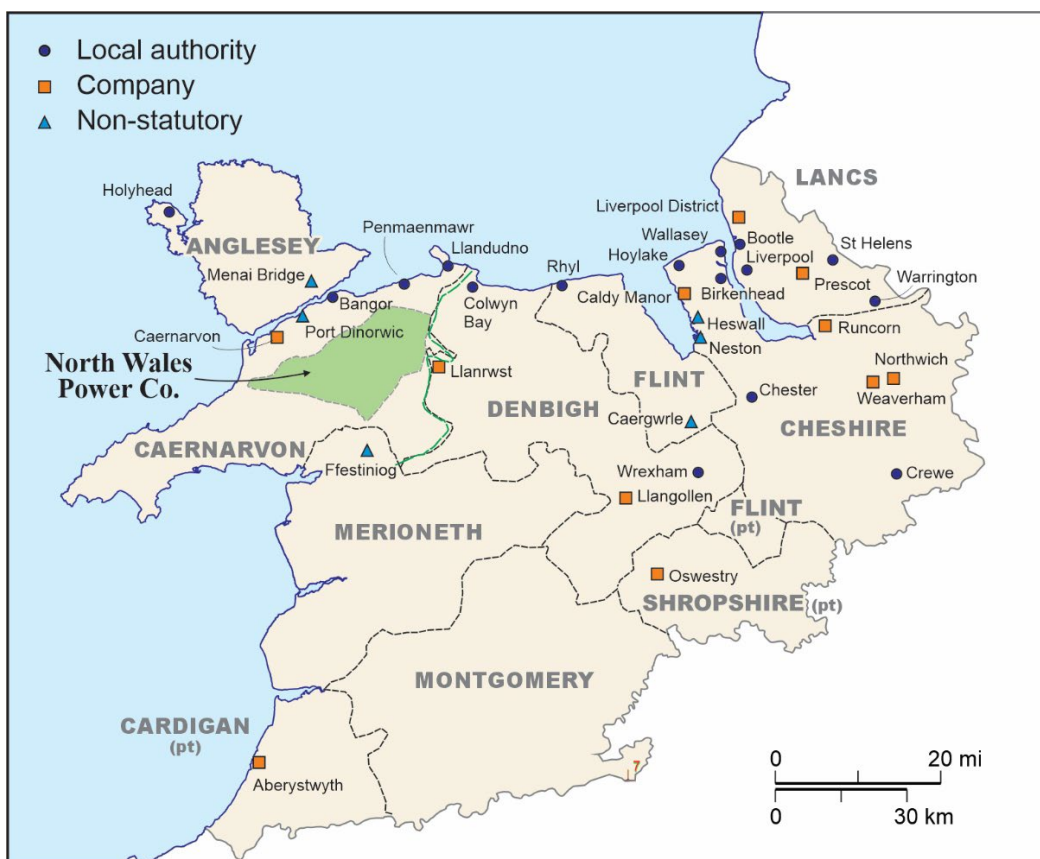 Local authority
Company
Non-statutory
LANCS
Holyhead
Liverpool District
Penmaenmawr
Wallasey
Bootle
St Helens
ANGLESEY
Llandudno
Hoylake
Liverpool
Menai Bridge
Rhyl
Warrington
Bangor
Colwyn
Bay
Caldy Manor
Birkenhead
Prescot
Port Dinorwic
Heswall
Runcorn
Caernarvon
Neston
North Wales
Power Co.
Llanrwst
FLINT
Northwich
Chester
Weaverham
DENBIGH
Caergwrle
CHESHIRE
CAERNARVON
Ffestiniog
Wrexham
Crewe
Llangollen
FLINT
(pt)
MERIONETH
Oswestry
SHROPSHIRE (pt)
MONTGOMERY
CARDIGAN
(pt)
Aberystwyth
7
0 20 mi
0 30 km